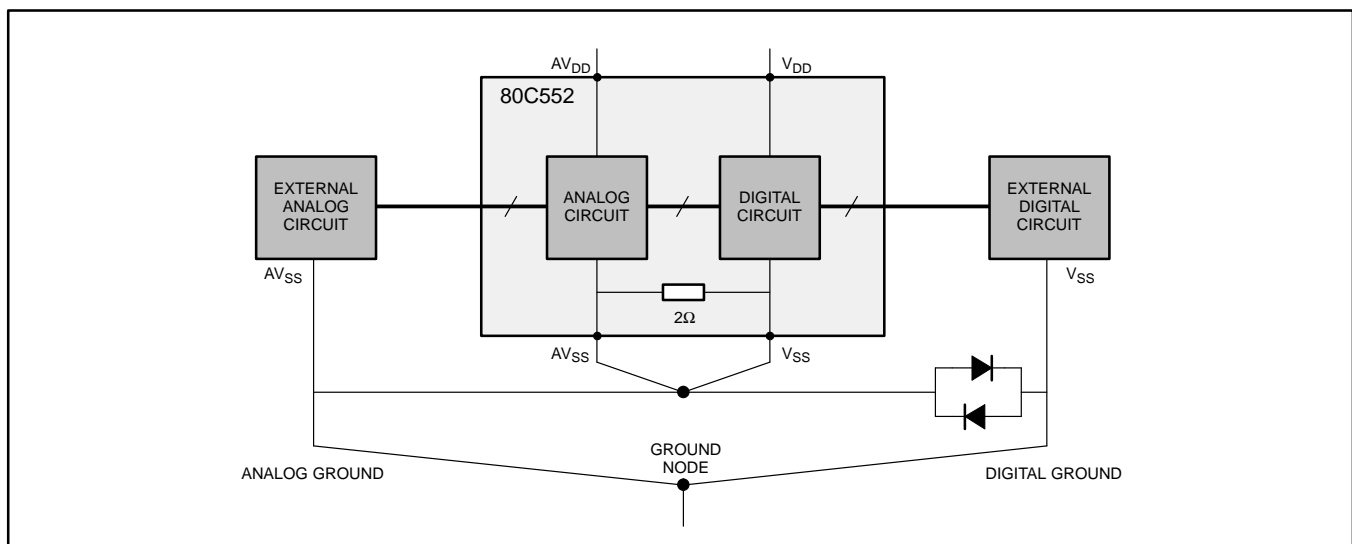 AVDD
VDD
80C552
EXTERNAL
ANALOG
CIRCUIT
ANALOG
CIRCUIT
DIGITAL
CIRCUIT
EXTERNAL
DIGITAL
CIRCUIT
AVSS
VSS
2Ω
AVSS
VSS
GROUND
NODE
ANALOG GROUND
DIGITAL GROUND